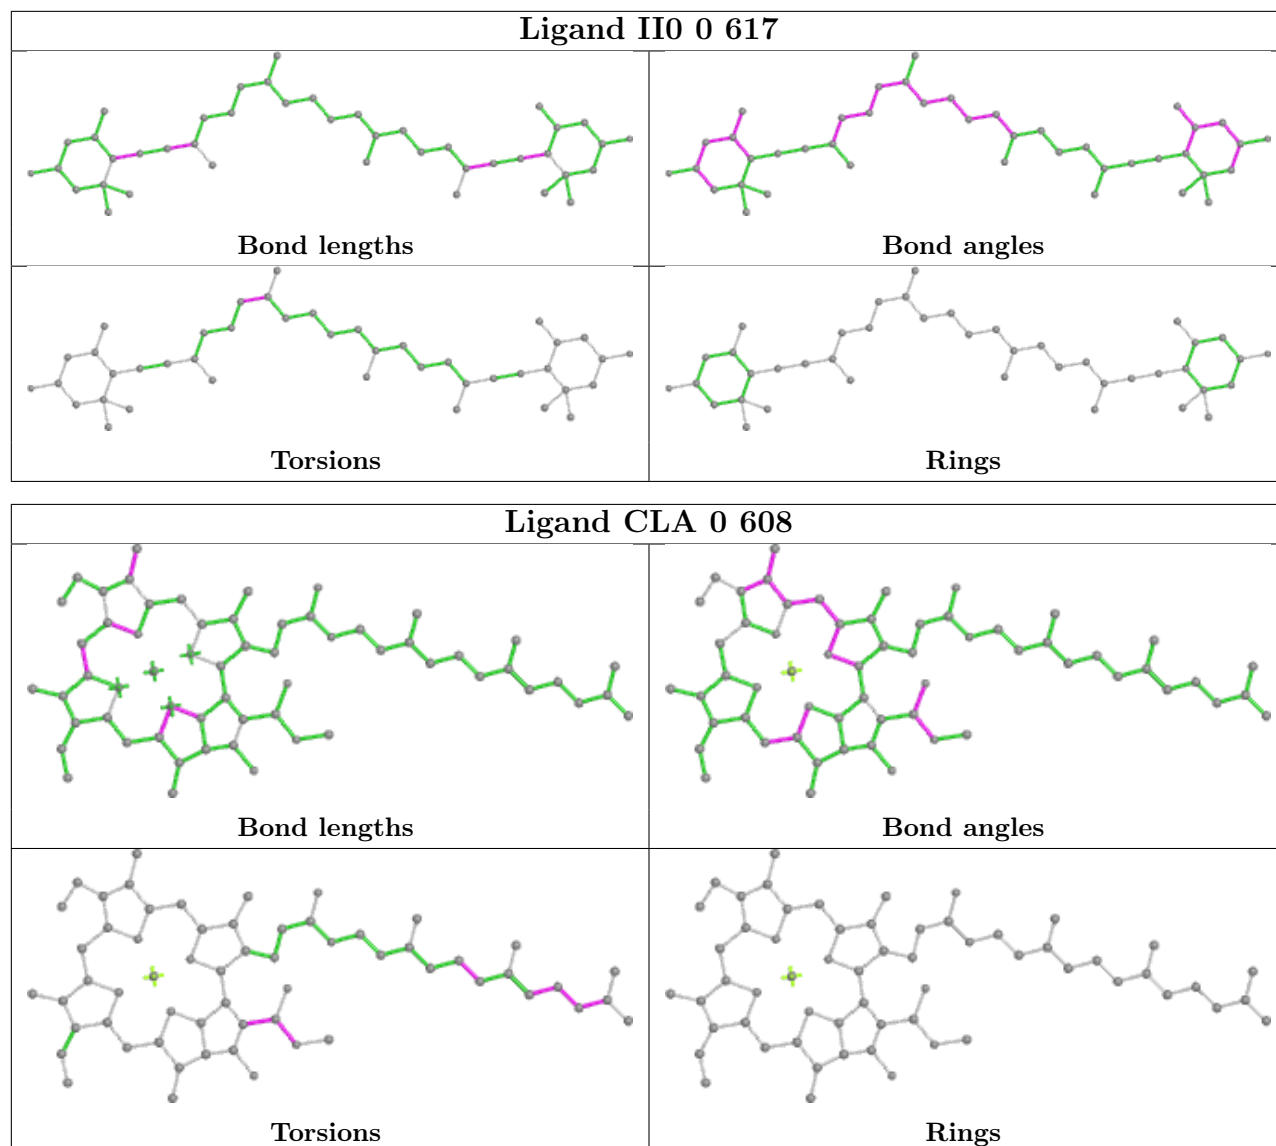 Ligand II0 0 617
Bond lengths
Bond angles
Torsions
Rings
Ligand CLA 0 608
Bond lengths
Bond angles
Torsions
Rings